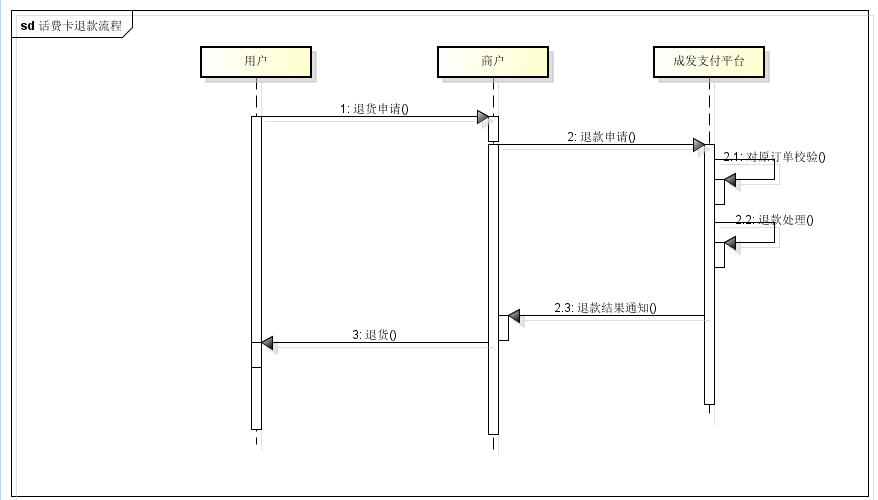 sd 话费卡退款流程
用户
商户
成发支付平台
1: 退货申请()
2: 退款申请()
2.1: 对原订单校验()
2.2: 退款处理()
2.3: 退款结果通知()
3: 退货()